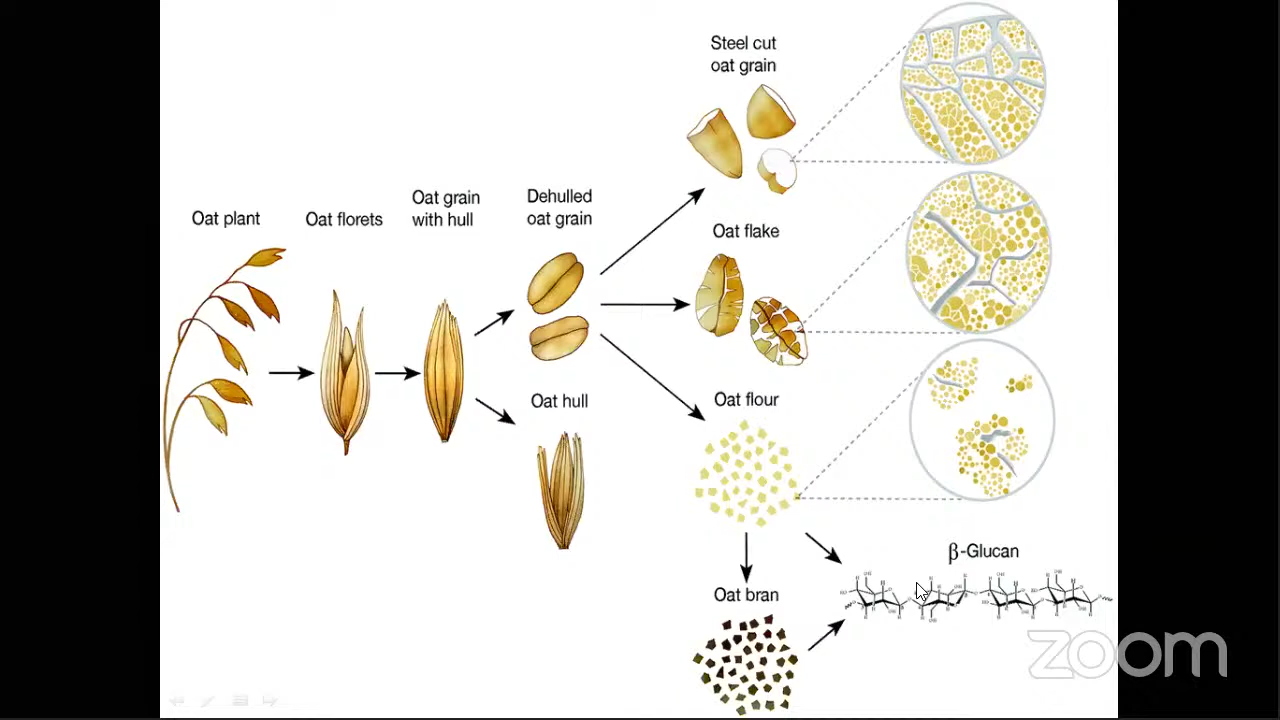 Steel cut
oat grain
Oat plant
Oat florets
Oat grain
with hull
Dehulled
oat grain
Oat flake
Oat hull
Oat flour
β-Glucan
Oat bran
zoom